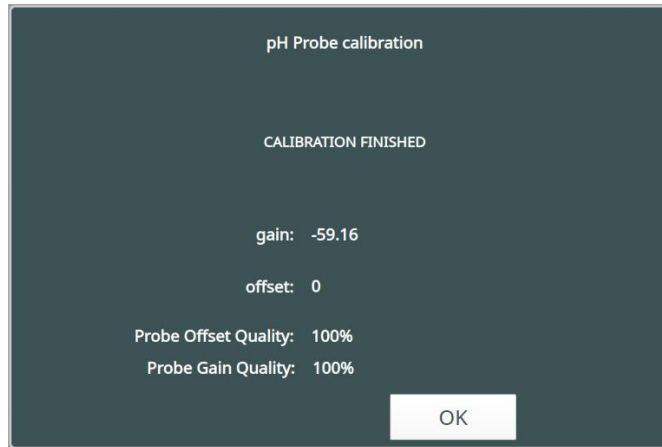 pH Probe calibration
CALIBRATION FINISHED
gain: -59.16
offset: 0
Probe Offset Quality: 100%
Probe Gain Quality: 100%
OK